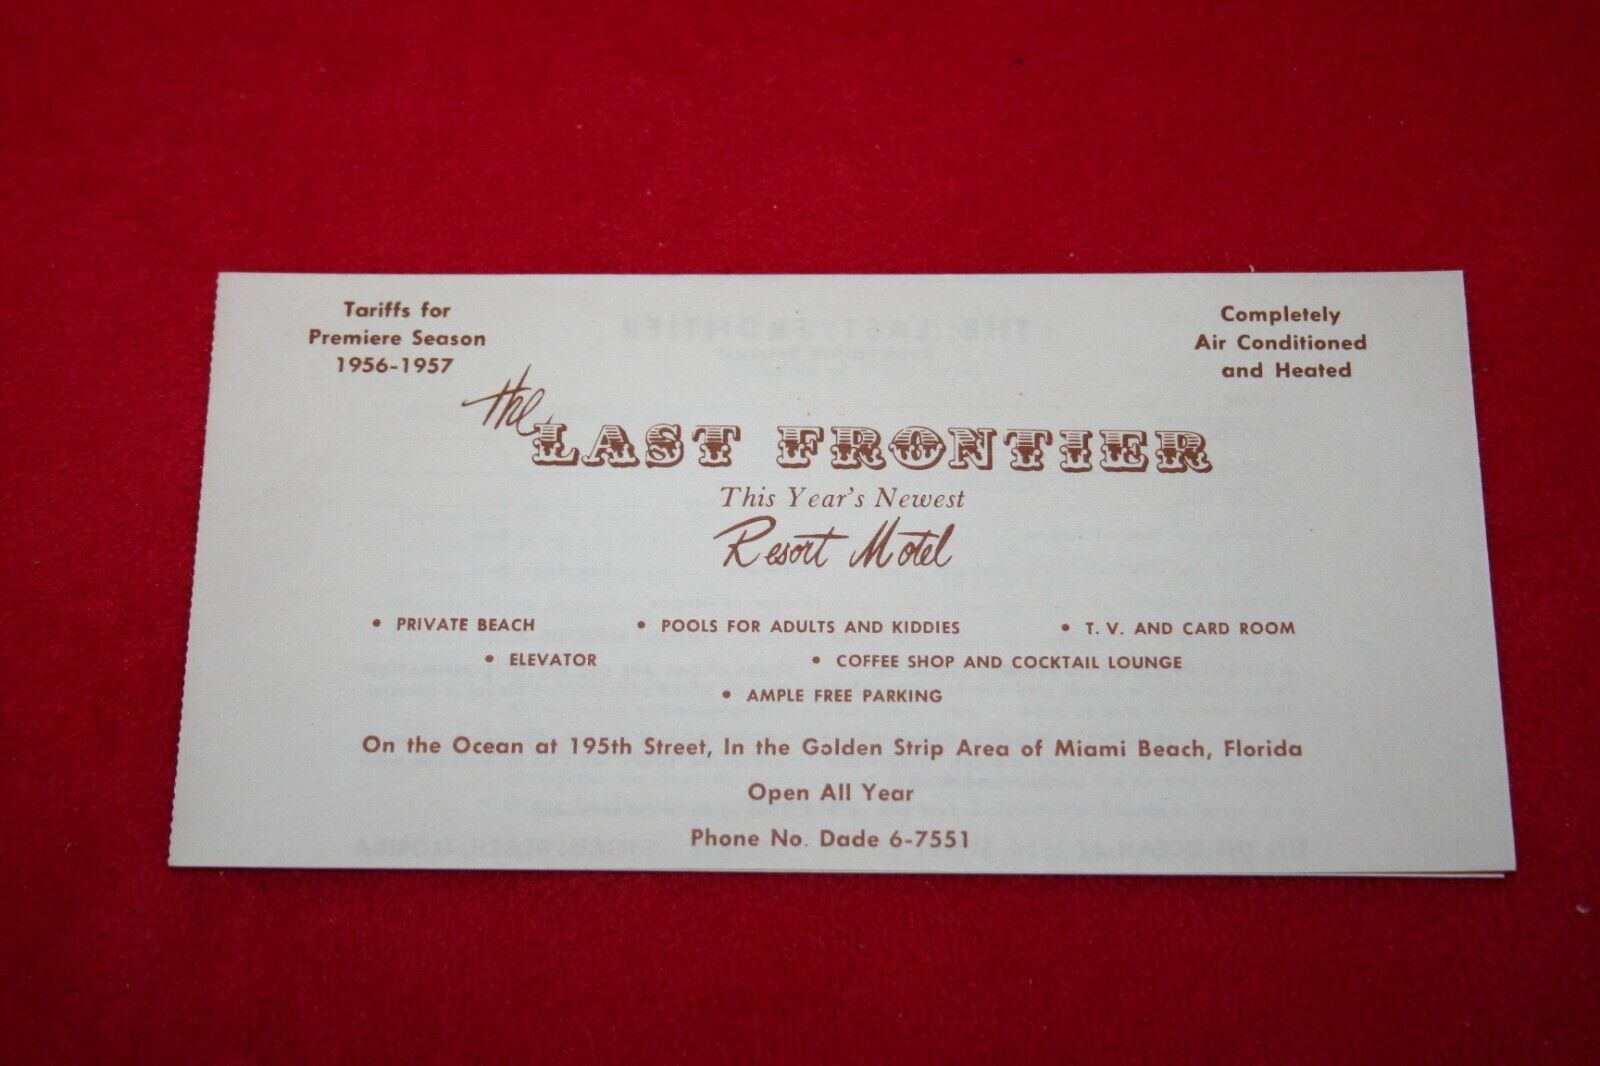 Tariffs for
Premiere Season
1956-1957
Completely
Air Conditioned
and Heated
the
LAST FRONTIER
This Year's Newest
Resort Motel
• PRIVATE BEACH • POOLS FOR ADULTS AND KIDDIES • T. V. AND CARD ROOM
• ELEVATOR • COFFEE SHOP AND COCKTAIL LOUNGE
• AMPLE FREE PARKING
On the Ocean at 195th Street, In the Golden Strip Area of Miami Beach, Florida
Open All Year
Phone No. Dade 6-7551